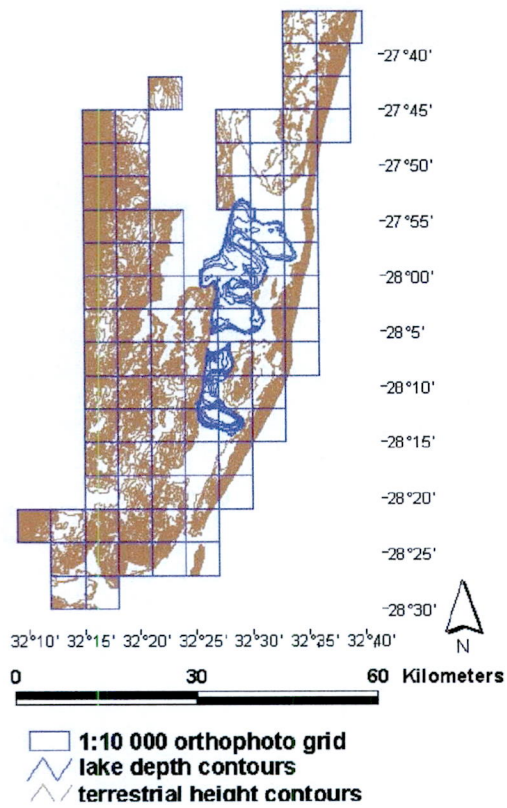 -27°40'
-27°45'
-27°50'
-27°55'
-28°00'
-28°5'
-28°10'
-28°15'
-28°20'
-28°25'
-28°30'
32°10' 32°15' 32°20' 32°25' 32°30' 32°35' 32°40'
N
0 30 60 Kilometers
1:10 000 orthophoto grid
lake depth contours
terrestrial height contours